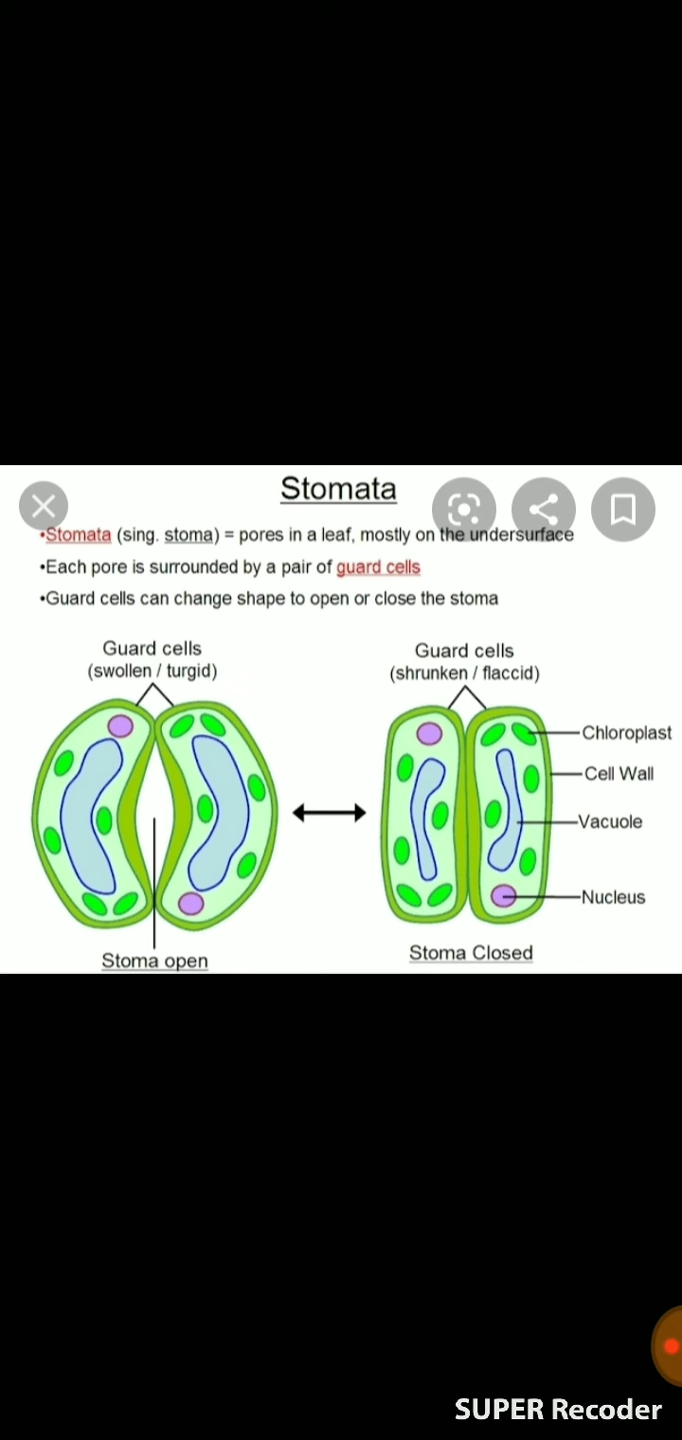 Stomata
•Stomata (sing. stoma) = pores in a leaf, mostly on the undersurface
•Each pore is surrounded by a pair of guard cells
•Guard cells can change shape to open or close the stoma
Guard cells
(swollen / turgid)
Guard cells
(shrunken / flaccid)
Chloroplast
Cell Wall
Vacuole
Nucleus
Stoma open
Stoma Closed
SUPER Recoder